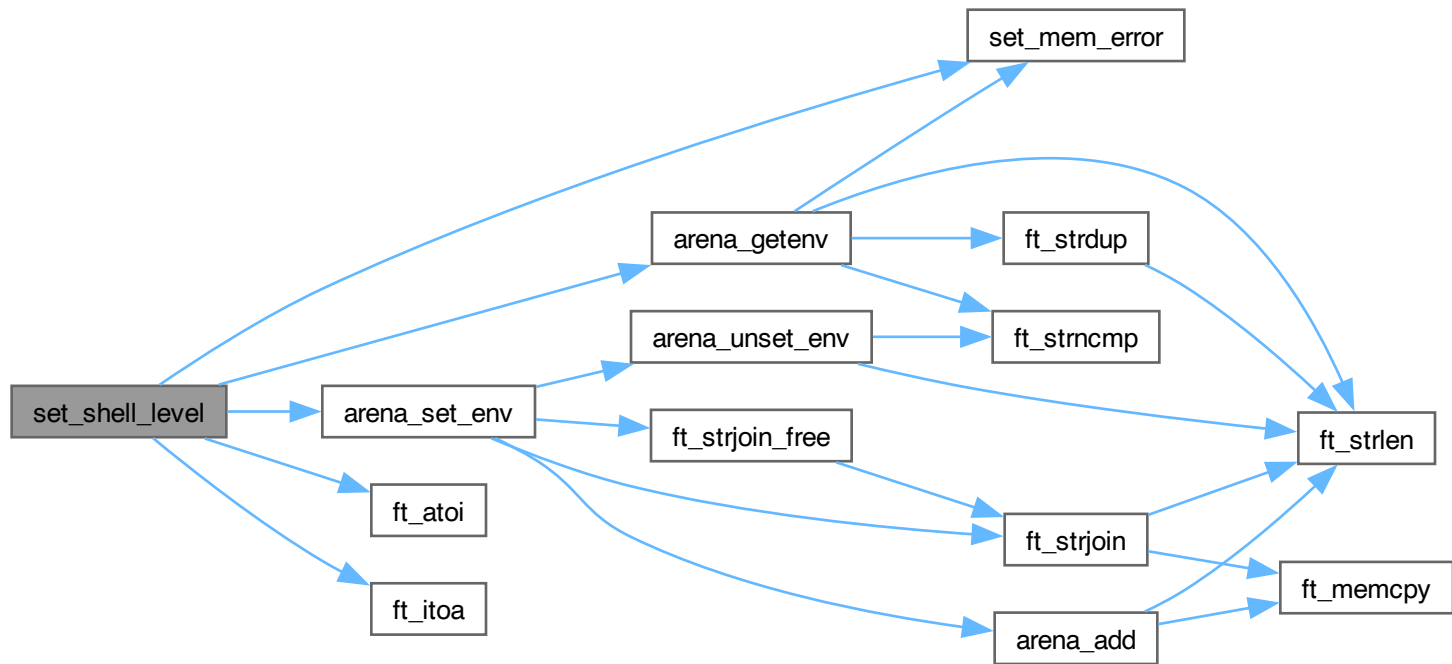 set_mem_error
arena_getenv
ft_strdup
arena_unset_env
ft_strncmp
set_shell_level
arena_set_env
ft_strjoin_free
ft_strlen
ft_atoi
ft_strjoin
ft_itoa
ft_memcpy
arena_add